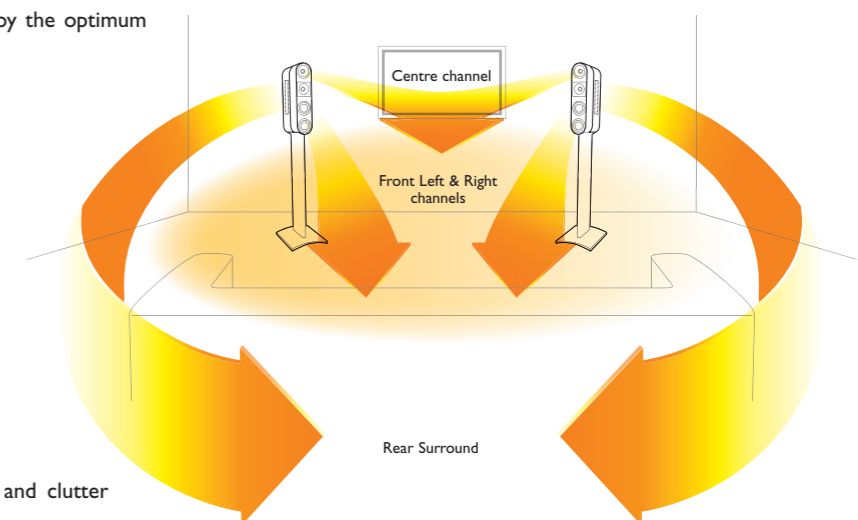 by the optimum
Centre channel
Front Left & Right
channels
Rear Surround
and clutter